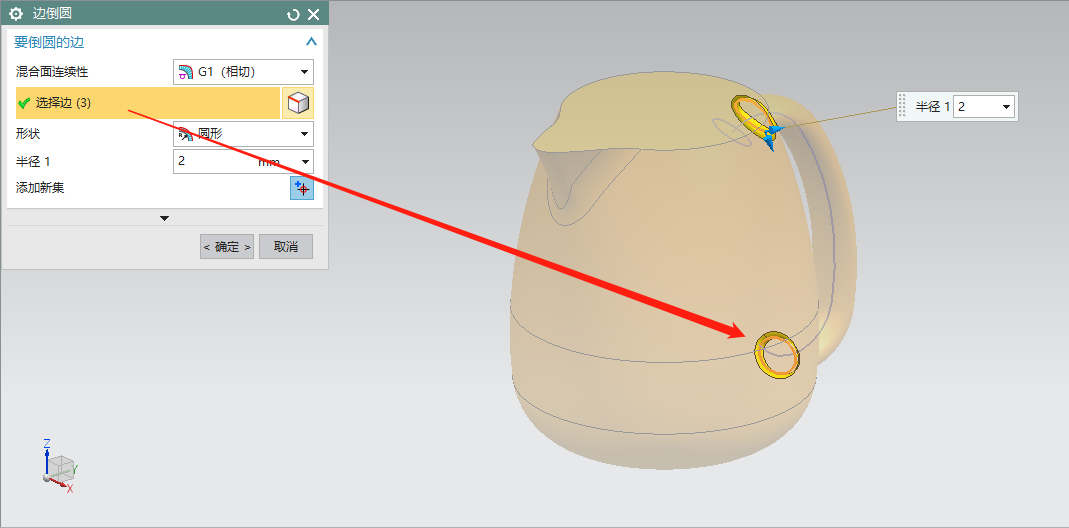 边倒圆
要倒圆的边
混合面连续性
G1（相切）
选择边 (3)
形状
圆形
半径 1
2
mm
添加新集
< 确定 >
取消
半径 1
2
Z
Y
X